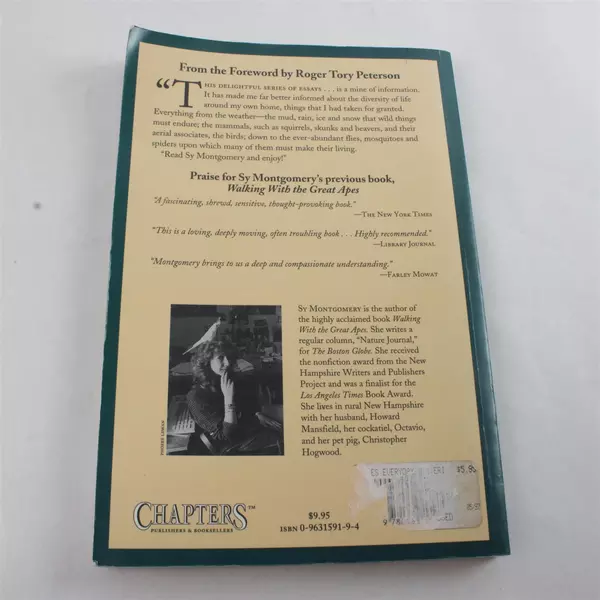 From the Foreword by Roger Tory Peterson
"THIS DELIGHTFUL SERIES OF ESSAYS . . . is a mine of information.
It has made me far better informed about the diversity of life
around my own home, things that I had taken for granted.
Everything from the weather—the mud, rain, ice and snow that wild things
must endure; the mammals, such as squirrels, skunks and beavers, and their
aerial associates, the birds; down to the ever-abundant flies, mosquitoes and
spiders upon which many of them must make their living.
"Read Sy Montgomery and enjoy!"
Praise for Sy Montgomery's previous book,
Walking With the Great Apes
"A fascinating, shrewd, sensitive, thought-provoking book."
—THE NEW YORK TIMES
"This is a loving, deeply moving, often troubling book . . . Highly recommended."
—LIBRARY JOURNAL
"Montgomery brings to us a deep and compassionate understanding."
—FARLEY MOWAT
SY MONTGOMERY is the author of
the highly acclaimed book Walking
With the Great Apes. She writes a
regular column, "Nature Journal,"
for The Boston Globe. She received
the nonfiction award from the New
Hampshire Writers and Publishers
Project and was a finalist for the
Los Angeles Times Book Award.
She lives in rural New Hampshire
with her husband, Howard
Mansfield, her cockatiel, Octavio,
and her pet pig, Christopher
Hogwood.
ES EVERYDAY
CHAPTERS™
PUBLISHERS & BOOKSELLERS
$9.95
ISBN 0-9631591-9-4